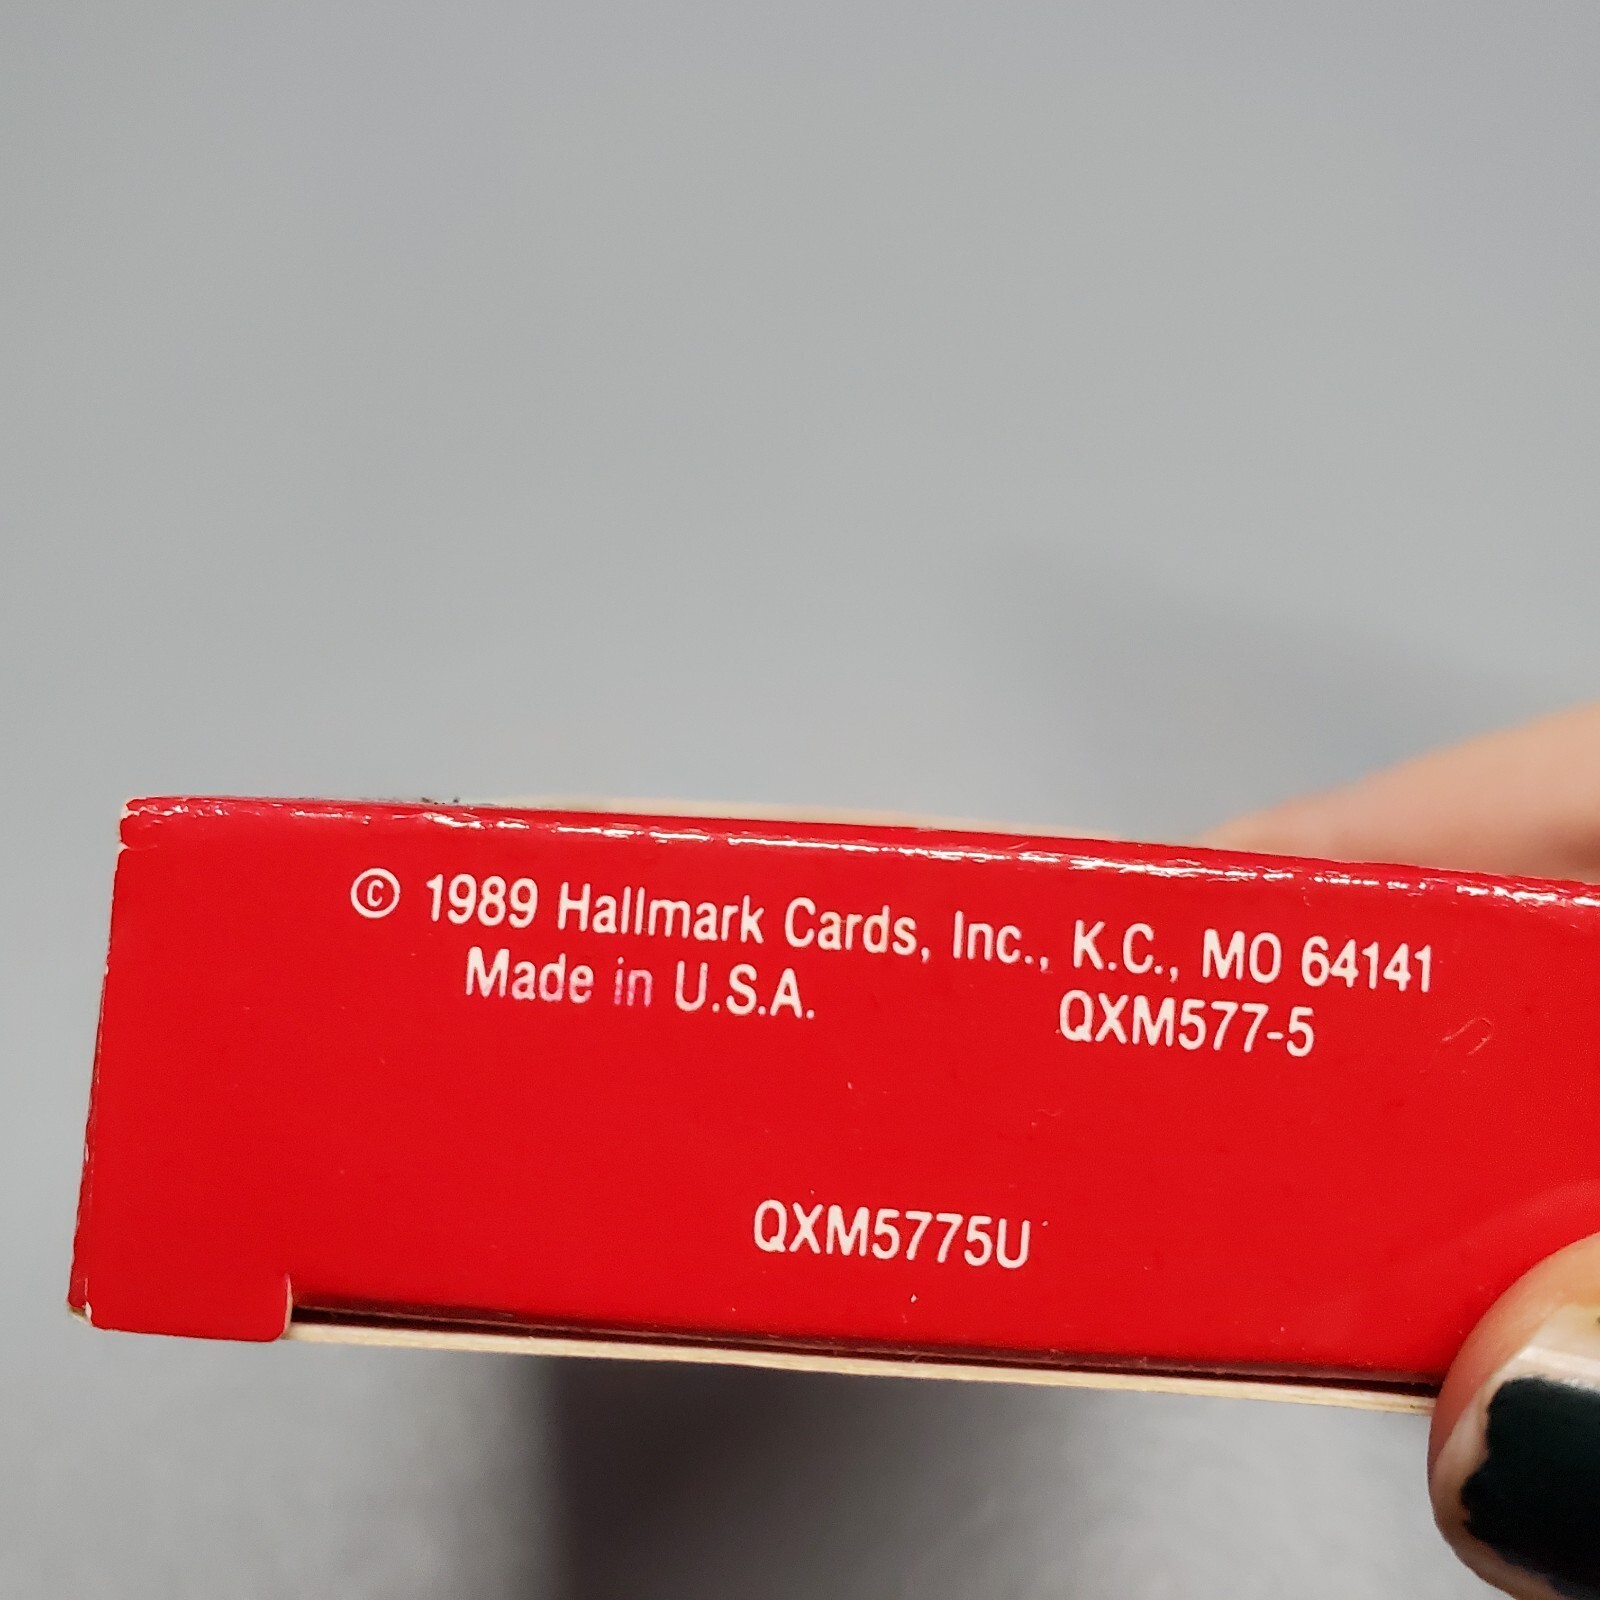 © 1989 Hallmark Cards, Inc., K.C., MO 64141
Made in U.S.A. QXM577-5
QXM5775U